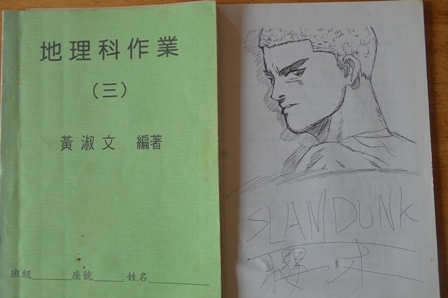 地理科作業
（三）
黃淑文 編著
班級 座號 姓名
SLAM DUNK
櫻木